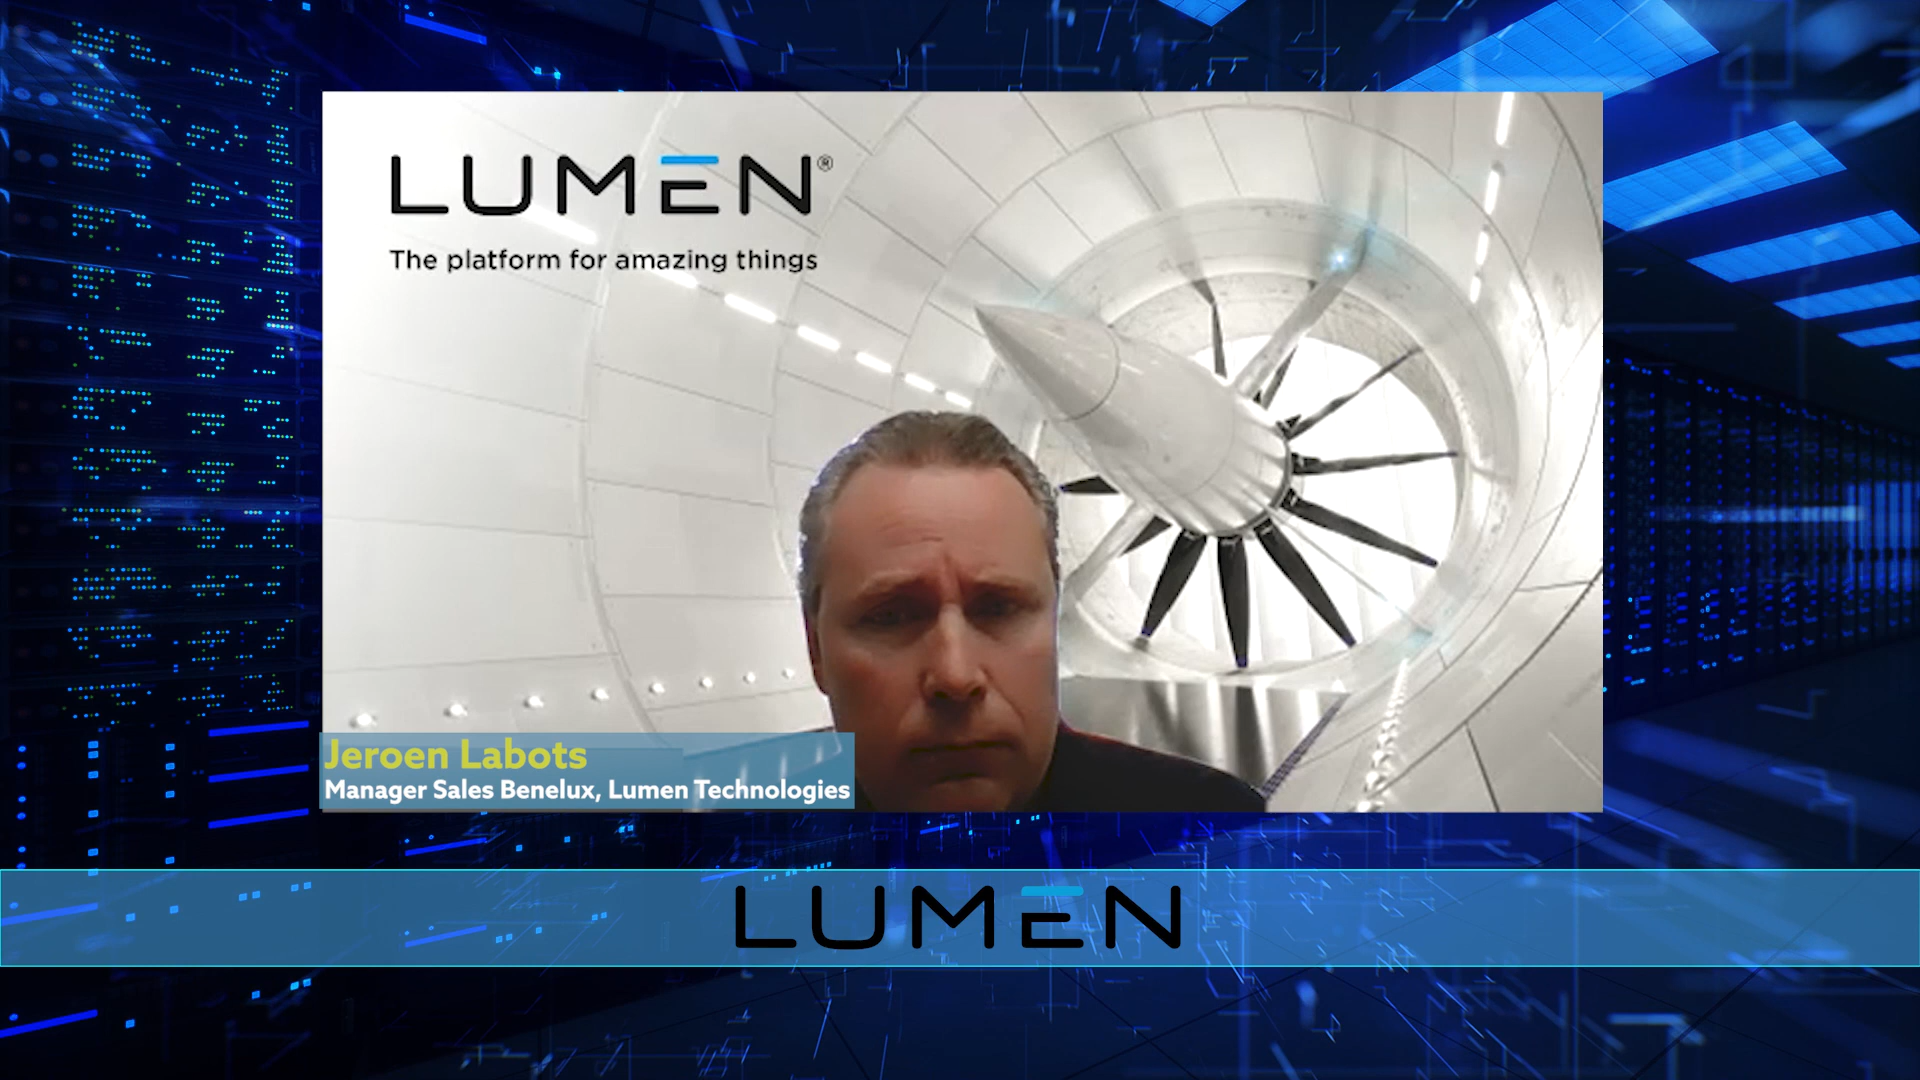 LUMEN®
The platform for amazing things
Jeroen Labots
Manager Sales Benelux, Lumen Technologies
LUMEN